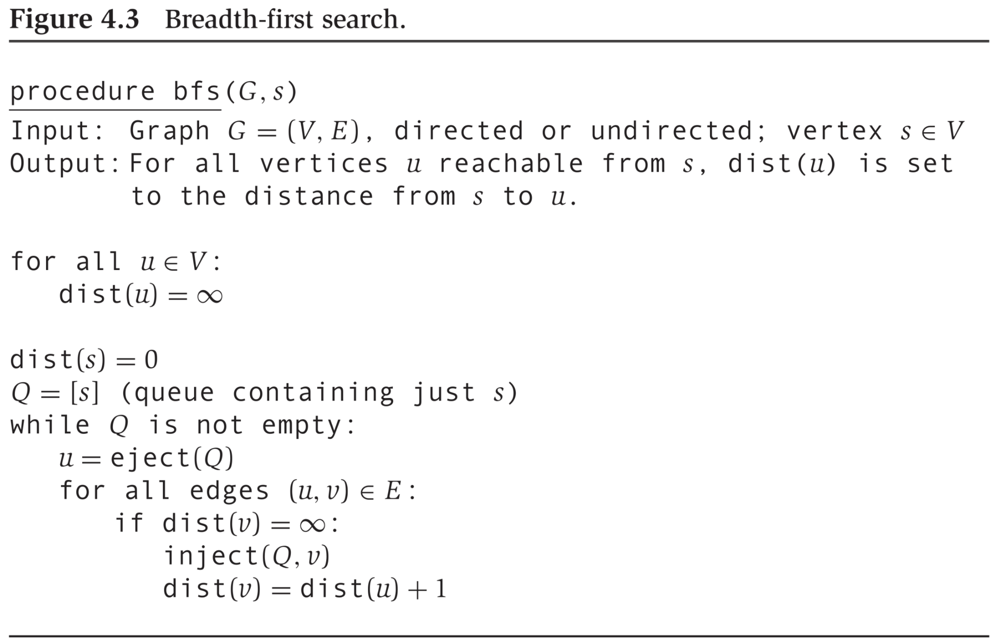 Figure 4.3 Breadth-first search.
procedure bfs(G, s)
Input: Graph G = (V, E), directed or undirected; vertex s ∈ V
Output: For all vertices u reachable from s, dist(u) is set
to the distance from s to u.
for all u ∈ V:
dist(u) = ∞
dist(s) = 0
Q = [s] (queue containing just s)
while Q is not empty:
u = eject(Q)
for all edges (u, v) ∈ E:
if dist(v) = ∞:
inject(Q, v)
dist(v) = dist(u) + 1